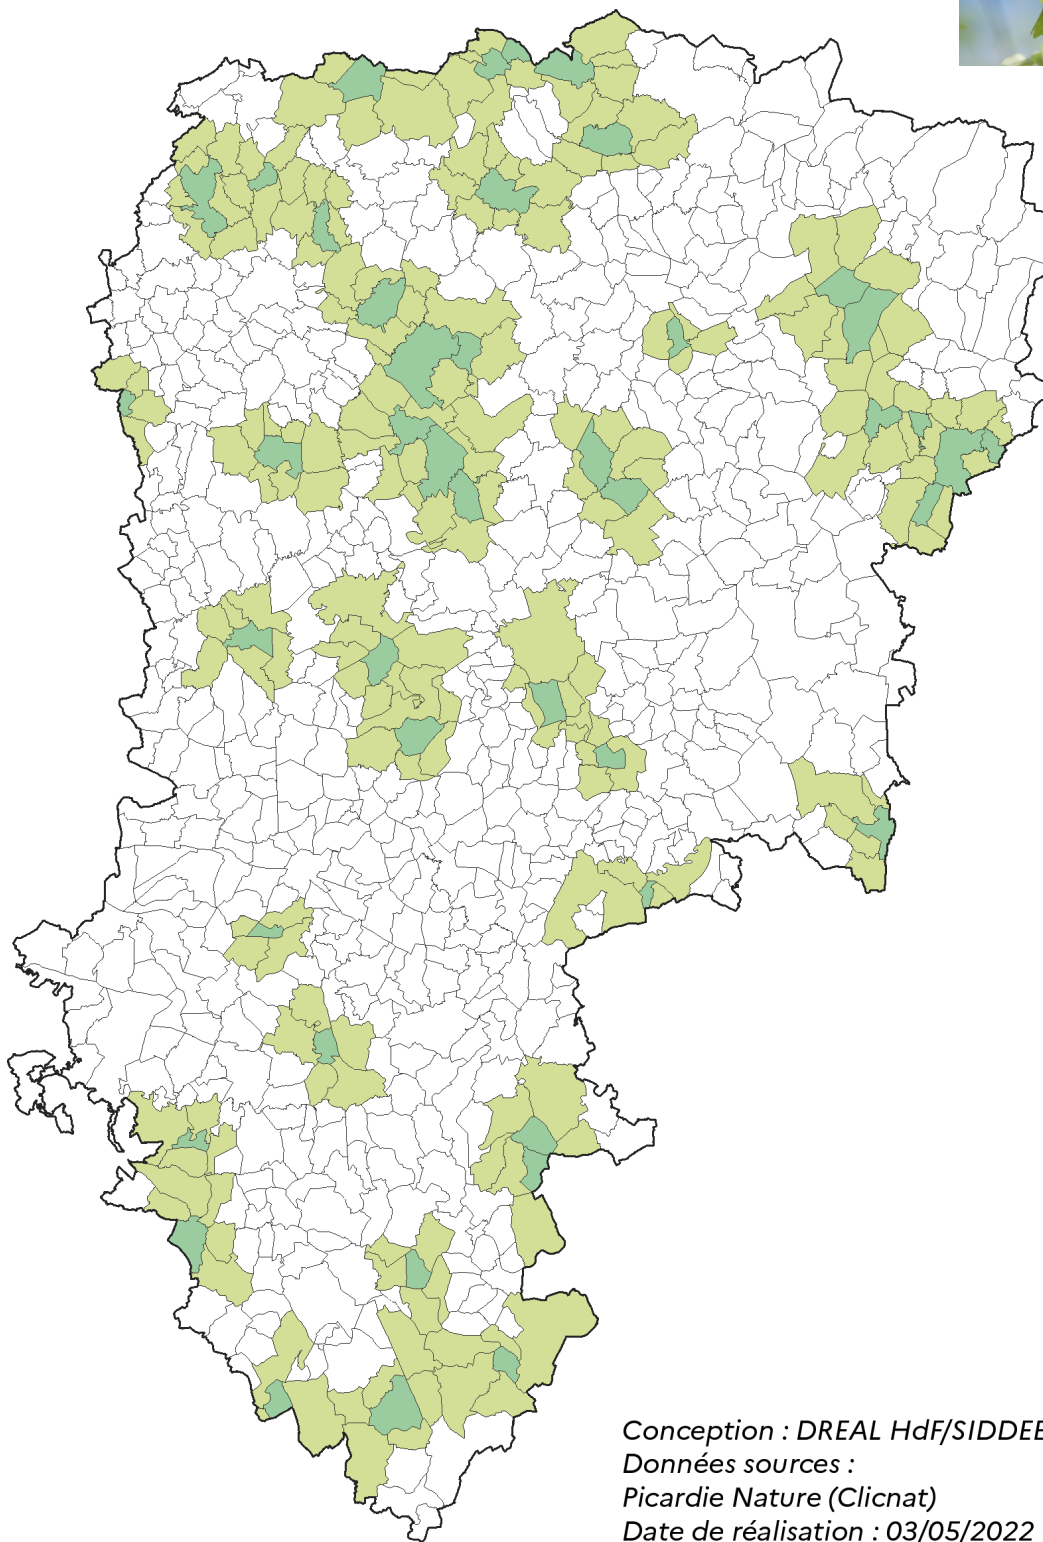 Conception : DREAL HdF/SIDDEE
Données sources :
Picardie Nature (Clicnat)
Date de réalisation : 03/05/2022